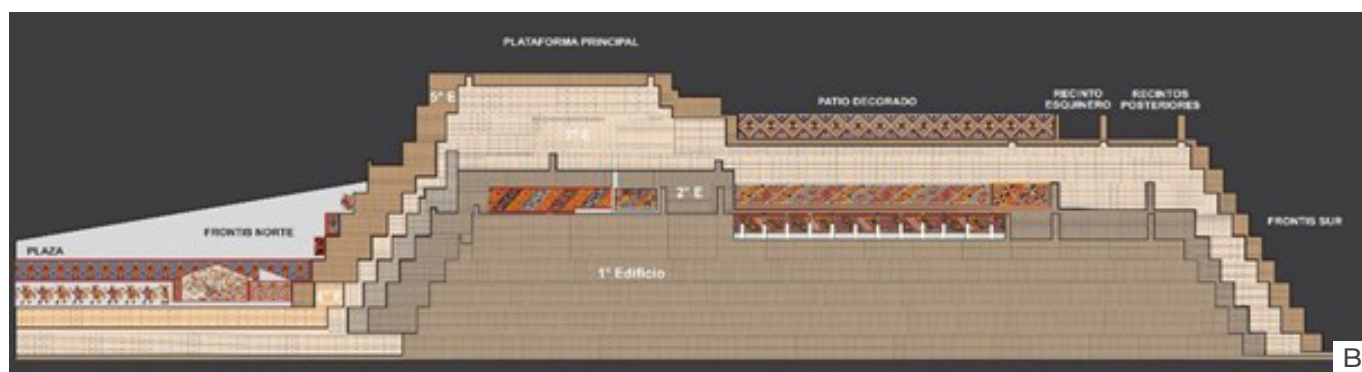 PLATAFORMA PRINCIPAL
5° E
PATIO DECORADO
RECINTO
ESQUINERO
RECINTOS
POSTERIORES
2° E
FRONTIS NORTE
PLAZA
FRONTIS SUR
1° Edificio
B